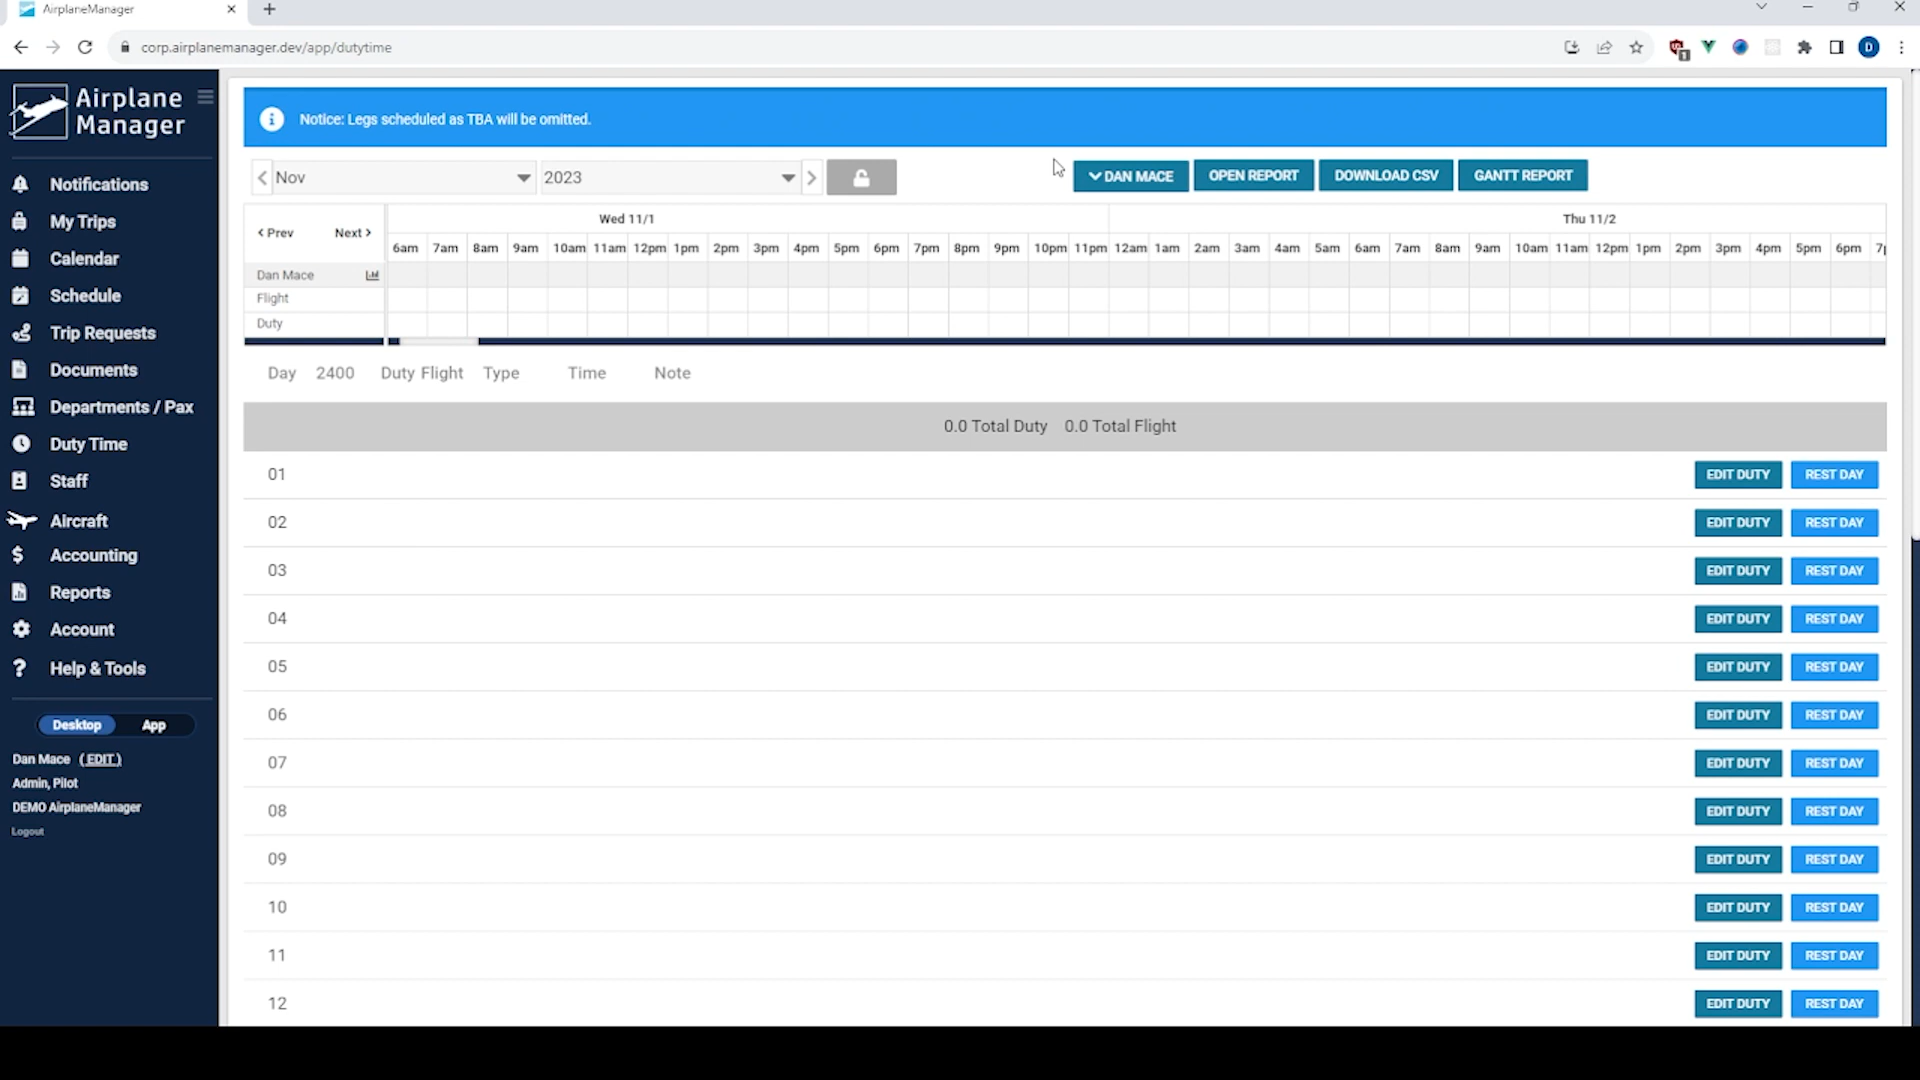 AirplaneManager
corp.airplanemanager.dev/app/dutytime
1
D
Airplane
Manager
Notifications
My Trips
Calendar
Schedule
Trip Requests
Documents
Departments / Pax
Duty Time
Staff
Aircraft
Accounting
Reports
Account
Help & Tools
Desktop App
Dan Mace (EDIT)
Admin, Pilot
DEMO AirplaneManager
Logout
Notice: Legs scheduled as TBA will be omitted.
Nov 2023
DAN MACE OPEN REPORT DOWNLOAD CSV GANTT REPORT
Wed 11/1 Thu 11/2
< Prev Next >
6am 7am 8am 9am 10am 11am 12pm 1pm 2pm 3pm 4pm 5pm 6pm 7pm 8pm 9pm 10pm 11pm 12am 1am 2am 3am 4am 5am 6am 7am 8am 9am 10am 11am 12pm 1pm 2pm 3pm 4pm 5pm 6pm
Dan Mace
Flight
Duty
Day 2400 Duty Flight Type Time Note
0.0 Total Duty 0.0 Total Flight
01 EDIT DUTY REST DAY
02 EDIT DUTY REST DAY
03 EDIT DUTY REST DAY
04 EDIT DUTY REST DAY
05 EDIT DUTY REST DAY
06 EDIT DUTY REST DAY
07 EDIT DUTY REST DAY
08 EDIT DUTY REST DAY
09 EDIT DUTY REST DAY
10 EDIT DUTY REST DAY
11 EDIT DUTY REST DAY
12 EDIT DUTY REST DAY